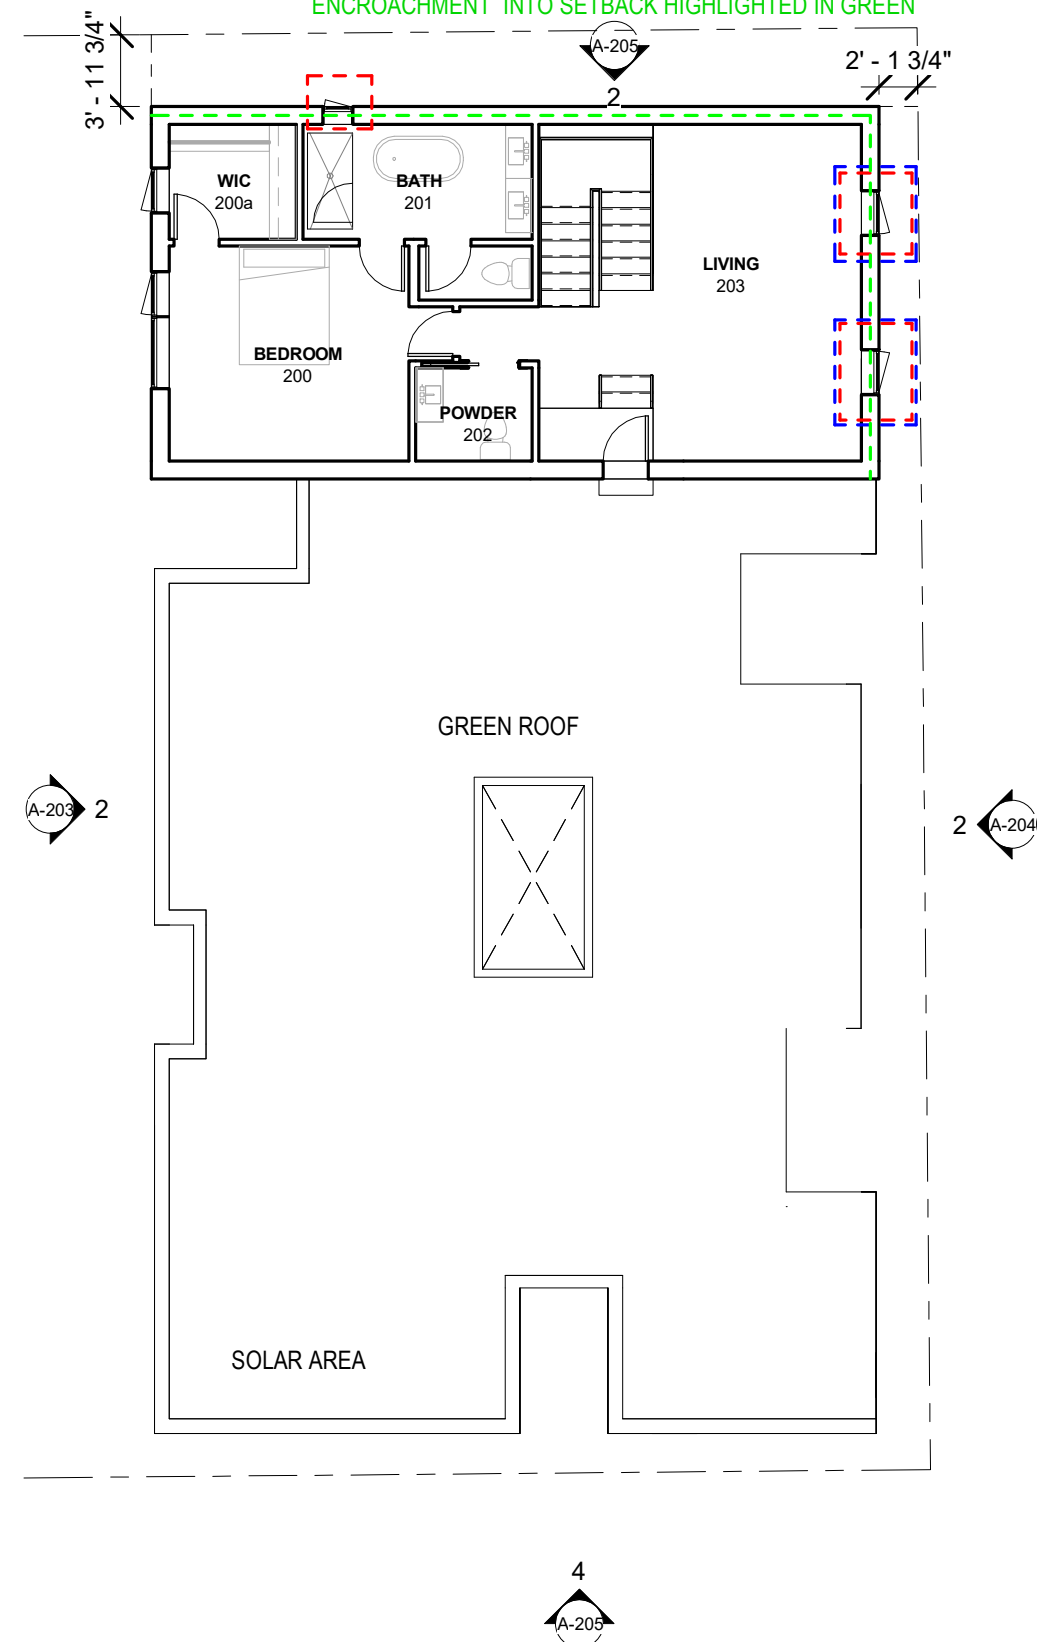 ENCROACHMENT INTO SETBACK HIGHLIGHTED IN GREEN
3' - 11 3/4"
A-205
2
2' - 1 3/4"
WIC
200a
BATH
201
LIVING
203
BEDROOM
200
POWDER
202
GREEN ROOF
A-203
2
2
A-204
SOLAR AREA
4
A-205